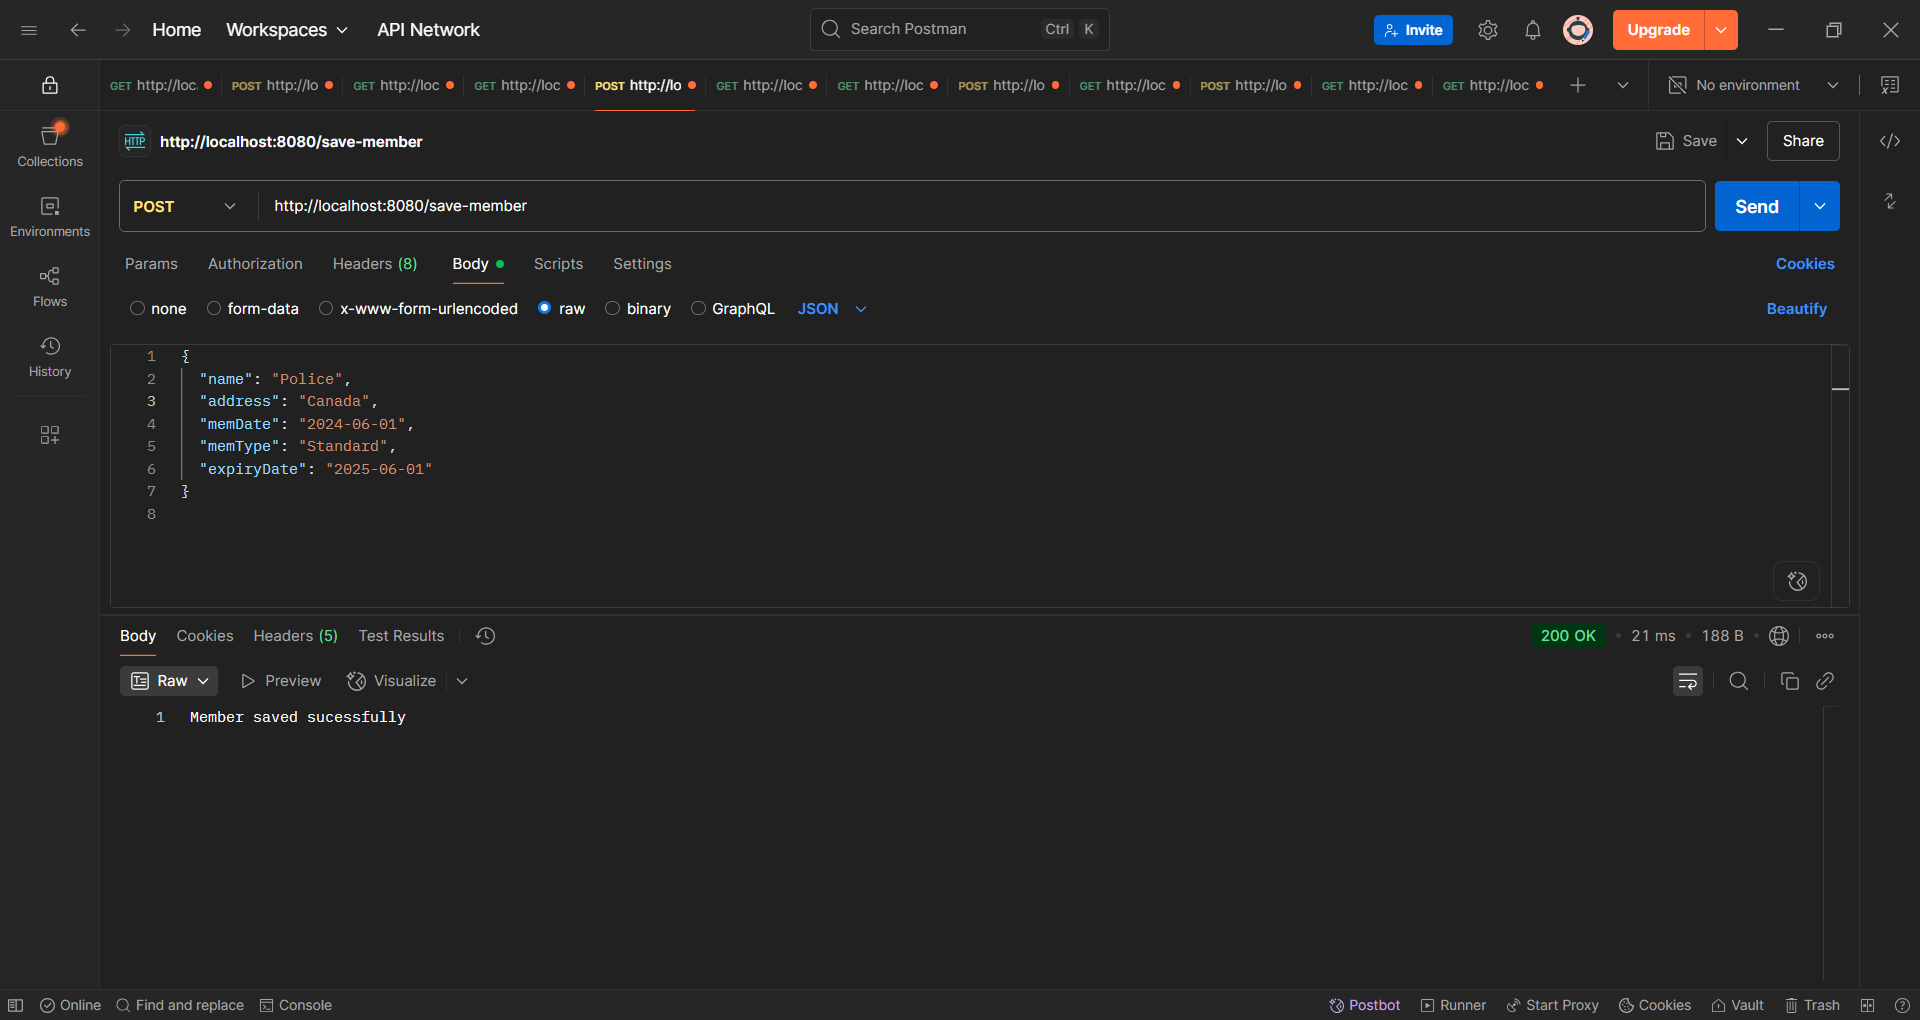 Home Workspaces API Network Search Postman Ctrl K Invite Upgrade
GET http://loc POST http://lo GET http://loc GET http://loc POST http://lo GET http://loc GET http://loc POST http://lo GET http://loc POST http://lo GET http://loc GET http://loc No environment
Collections
Environments
Flows
History
HTTP http://localhost:8080/save-member Save Share
POST http://localhost:8080/save-member Send
Params Authorization Headers (8) Body Scripts Settings Cookies
none form-data x-www-form-urlencoded raw binary GraphQL JSON Beautify
1 {
2 "name": "Police",
3 "address": "Canada",
4 "memDate": "2024-06-01",
5 "memType": "Standard",
6 "expiryDate": "2025-06-01"
7 }
8
Body Cookies Headers (5) Test Results 200 OK 21 ms 188 B
Raw Preview Visualize
1 Member saved sucessfully
Online Find and replace Console Postbot Runner Start Proxy Cookies Vault Trash